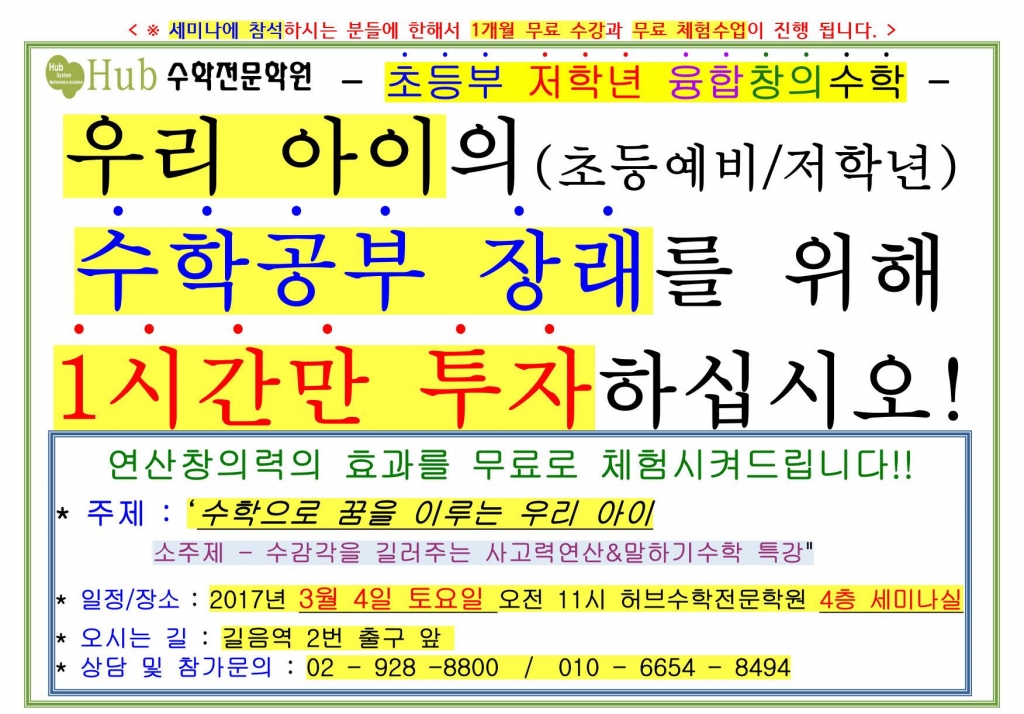 < ※ 세미나에 참석하시는 분들에 한해서 1개월 무료 수강과 무료 체험수업이 진행 됩니다. >
Hub System Mathematics Academy Hub 수학전문학원 - 초등부 저학년 융합창의수학 -
우리 아이의(초등예비/저학년)
수학공부 장래를 위해
1시간만 투자하십시오!
연산창의력의 효과를 무료로 체험시켜드립니다!!
* 주제 : ‘수학으로 꿈을 이루는 우리 아이
소주제 - 수감각을 길러주는 사고력연산&말하기수학 특강"
* 일정/장소 : 2017년 3월 4일 토요일 오전 11시 허브수학전문학원 4층 세미나실
* 오시는 길 : 길음역 2번 출구 앞
* 상담 및 참가문의 : 02 - 928 -8800 / 010 - 6654 - 8494